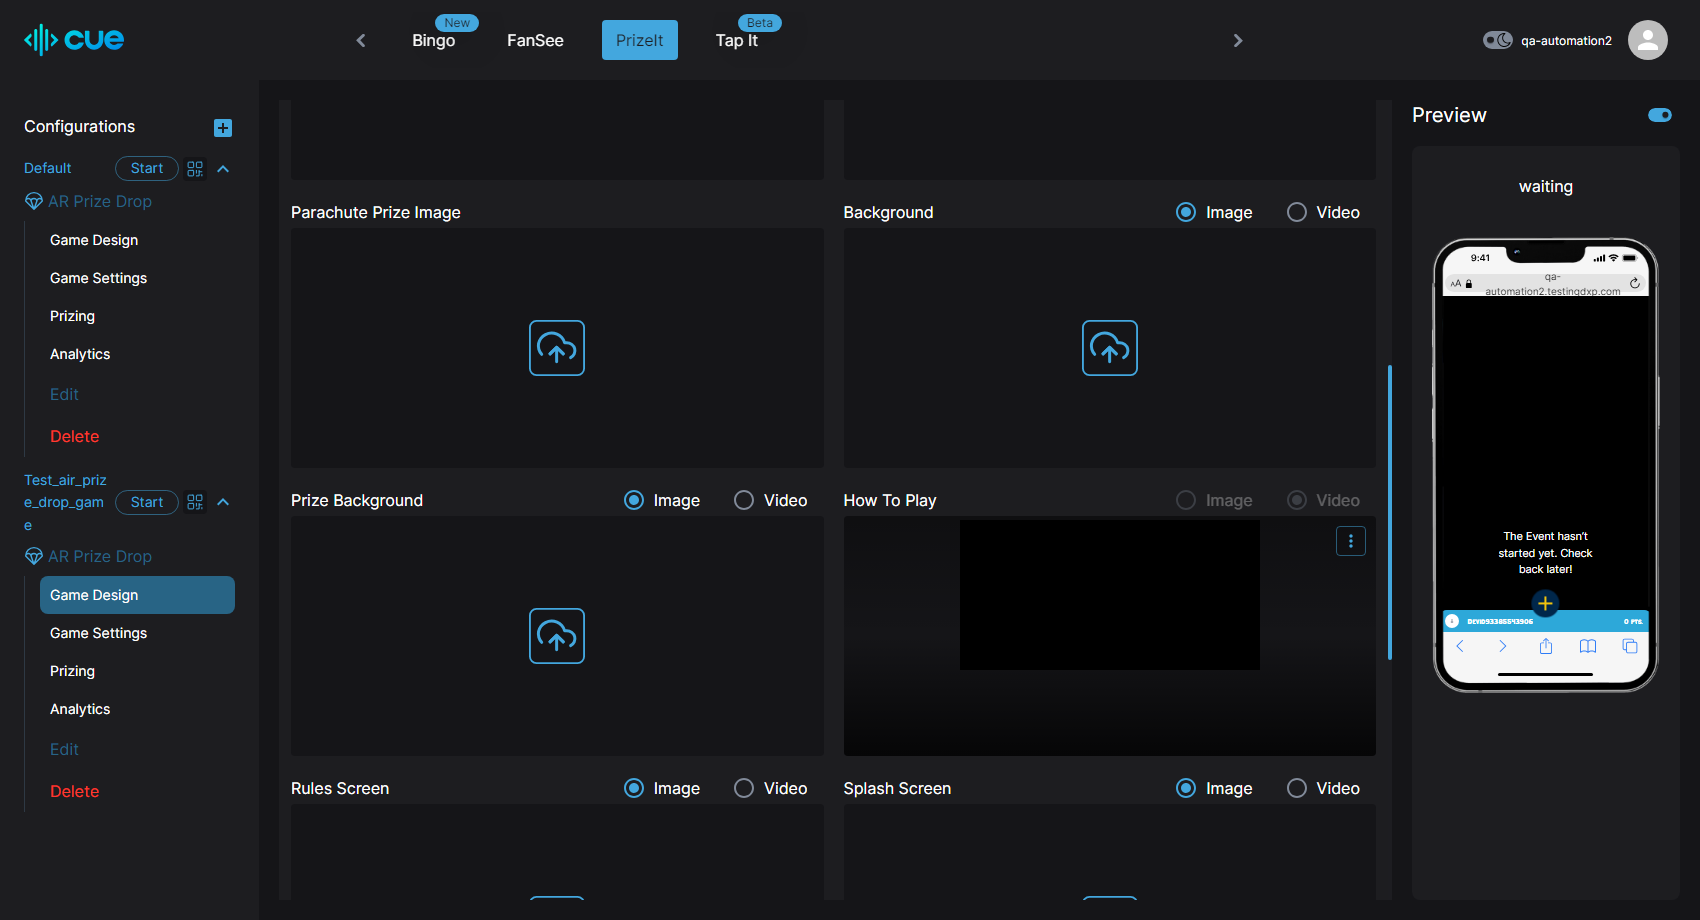 cue
New
Bingo
FanSee
PrizeIt
Beta
Tap It
qa-automation2
Configurations
Default
Start
AR Prize Drop
Game Design
Game Settings
Prizing
Analytics
Edit
Delete
Test_air_priz
e_drop_gam
e
Start
AR Prize Drop
Game Design
Game Settings
Prizing
Analytics
Edit
Delete
Parachute Prize Image
Background
Image
Video
Prize Background
Image
Video
How To Play
Image
Video
Rules Screen
Image
Video
Splash Screen
Image
Video
Preview
waiting
9:41
AA
qa-
automation2.testingdxp.com
The Event hasn't
started yet. Check
back later!
0 PTS.